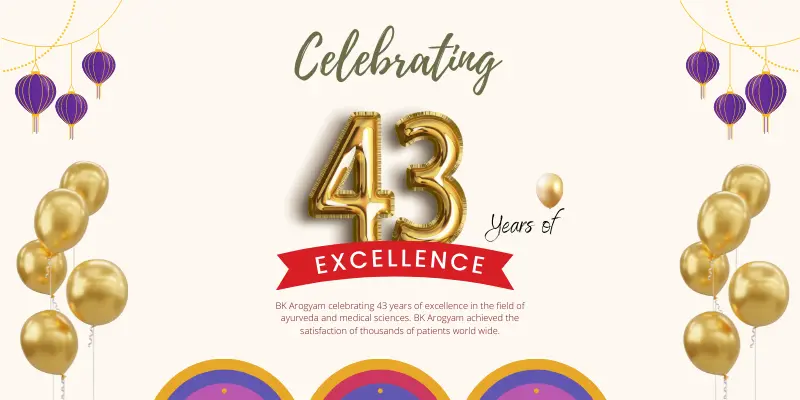 Celebrating
43
Years of
EXCELLENCE
BK Arogyam celebrating 43 years of excellence in the field of
ayurveda and medical sciences. BK Arogyam achieved the
satisfaction of thousands of patients world wide.